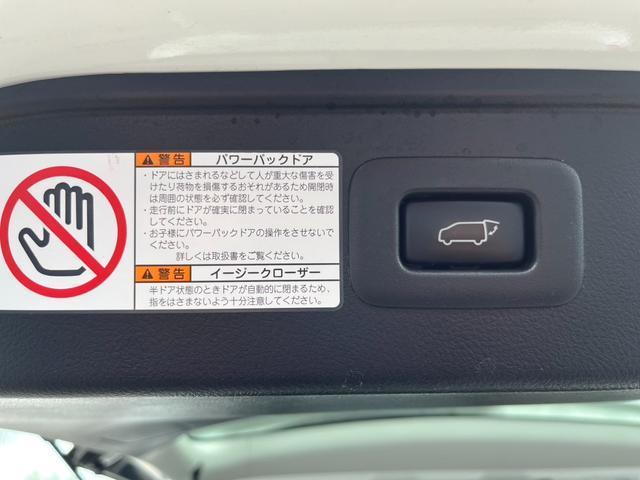 警告 パワーバックドア
・ドアにはさまれるなどして人が重大な傷害を
受けたり荷物を損傷するおそれがあるため開閉時
は周囲の状態を必ず確認してください。
・走行前にドアが確実に閉まっていることを確認
してください。
・お子様にパワーバックドアの操作をさせないで
ください。
詳しくは取扱書をご覧ください。
警告 イージークローザー
半ドア状態のときドアが自動的に閉まるため、
指をはさまないよう十分注意してください。